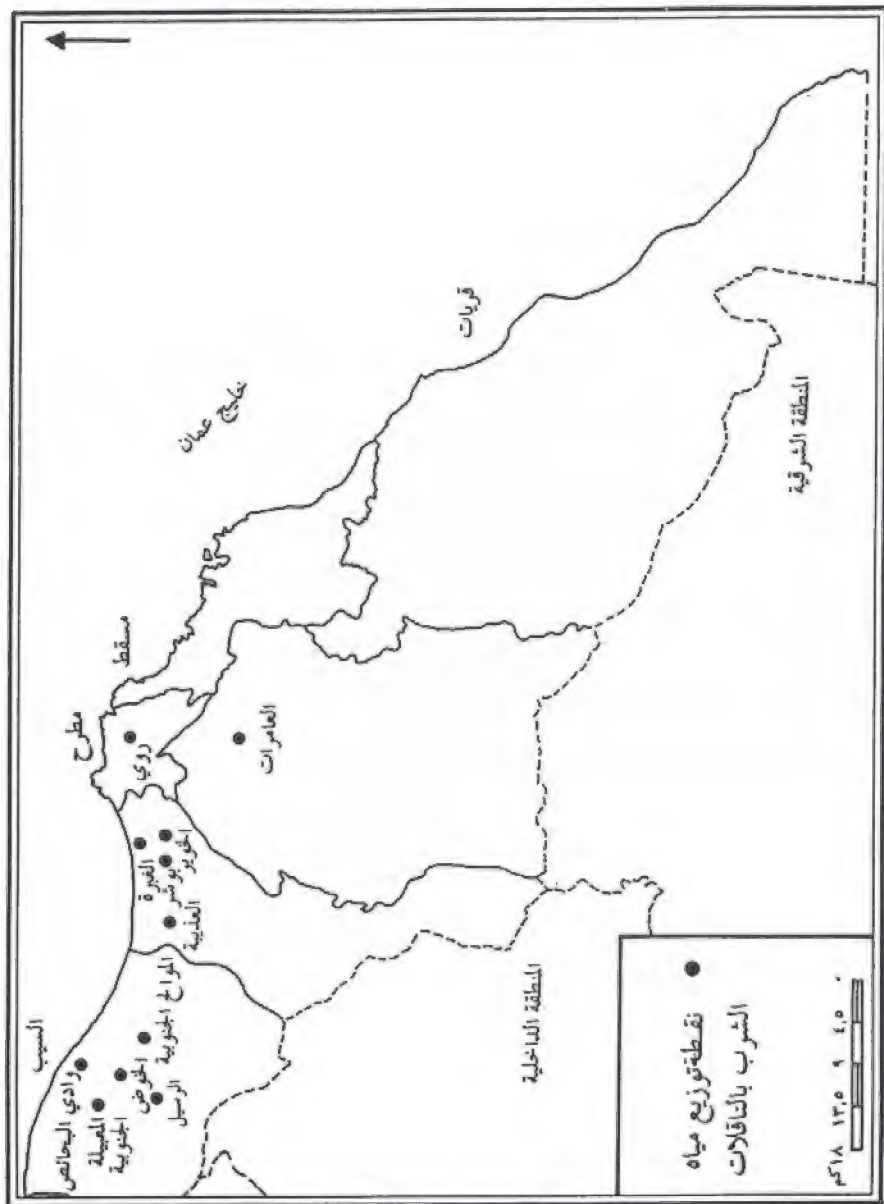 خليج عمان
قريات
مسقط
مطرح
روي
العامرات
الخوير
بوشر
الغبرة
العذيبة
السيب
الموالح الجنوبية
وادي البحائص
الخوض
الرسيل
المعبيلة
الجنوبية
المنطقة الداخلية
المنطقة الشرقية
نقطة توزيع مياه
الشرب بالناقلات
١٨كم ١٣,٥ ٩ ٤,٥ ٠